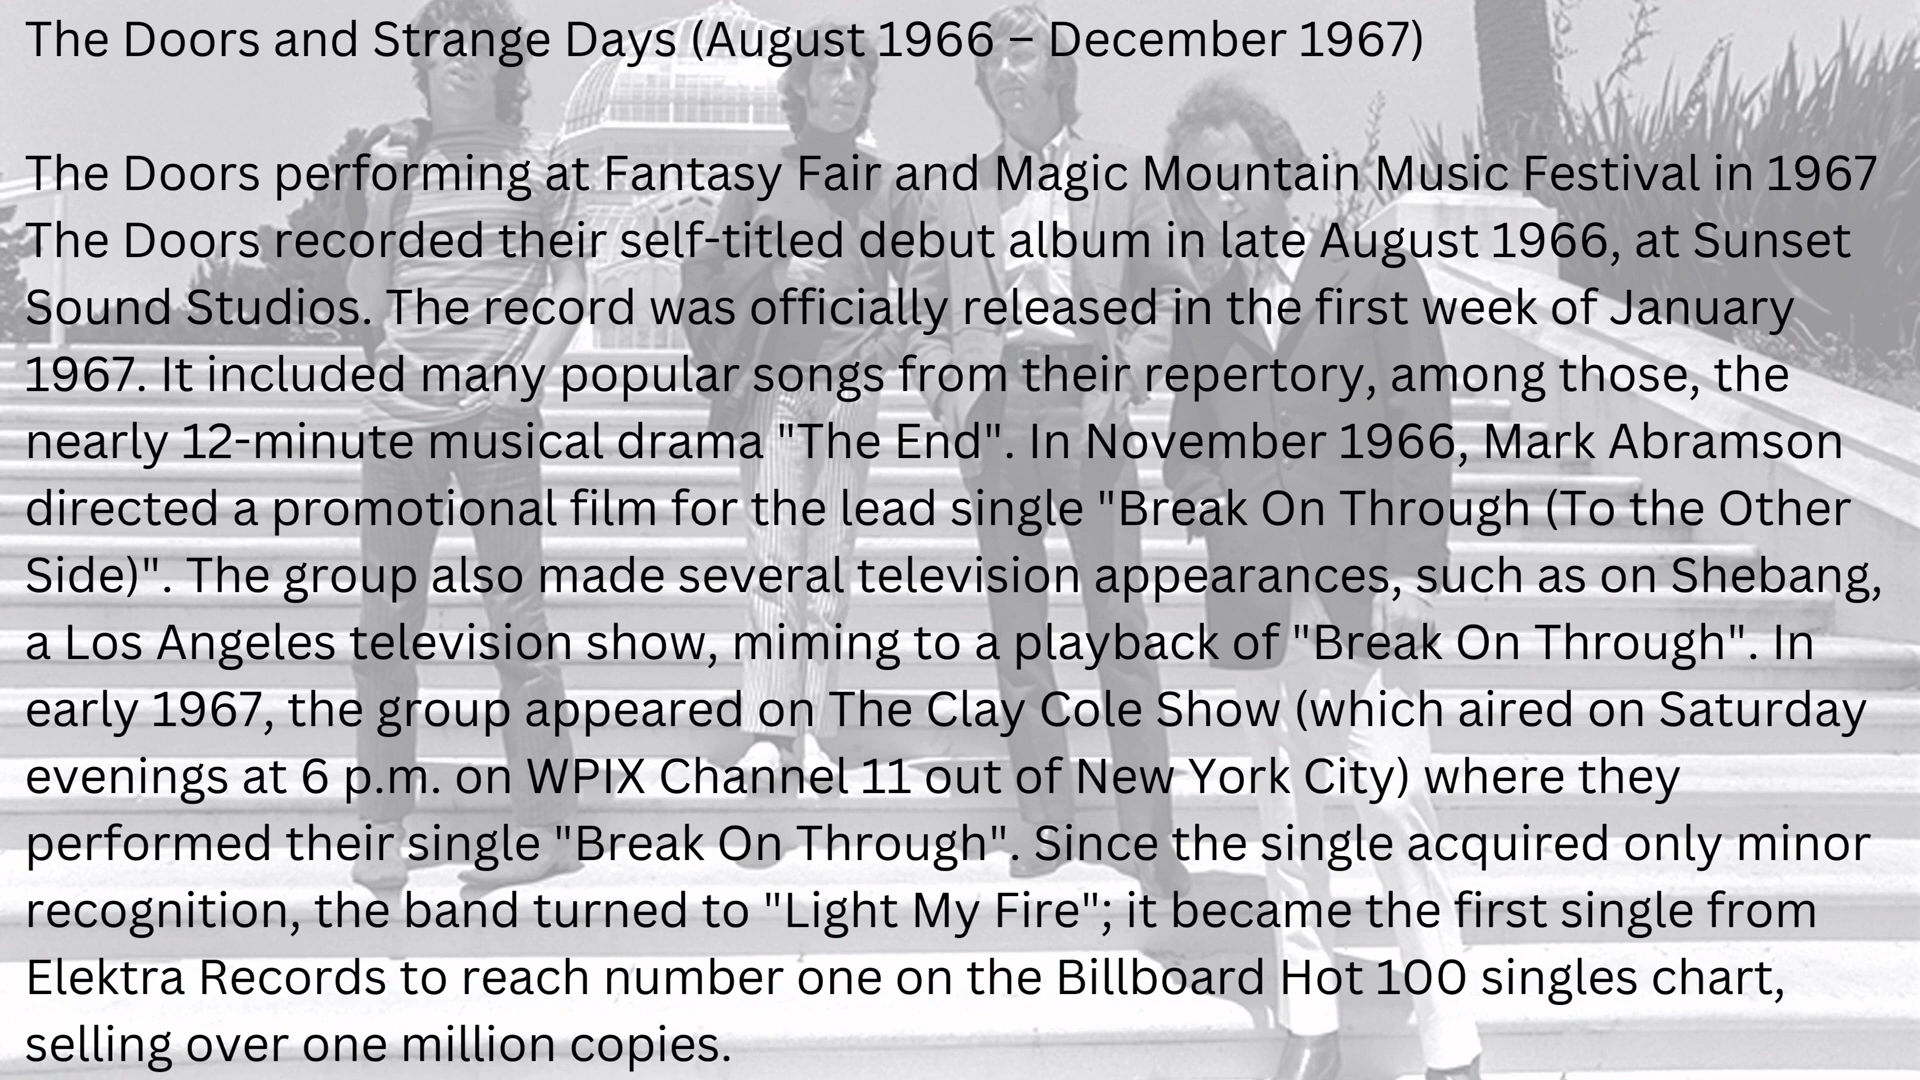 The Doors and Strange Days (August 1966 – December 1967)
The Doors performing at Fantasy Fair and Magic Mountain Music Festival in 1967
The Doors recorded their self-titled debut album in late August 1966, at Sunset
Sound Studios. The record was officially released in the first week of January
1967. It included many popular songs from their repertory, among those, the
nearly 12-minute musical drama "The End". In November 1966, Mark Abramson
directed a promotional film for the lead single "Break On Through (To the Other
Side)". The group also made several television appearances, such as on Shebang,
a Los Angeles television show, miming to a playback of "Break On Through". In
early 1967, the group appeared on The Clay Cole Show (which aired on Saturday
evenings at 6 p.m. on WPIX Channel 11 out of New York City) where they
performed their single "Break On Through". Since the single acquired only minor
recognition, the band turned to "Light My Fire"; it became the first single from
Elektra Records to reach number one on the Billboard Hot 100 singles chart,
selling over one million copies.